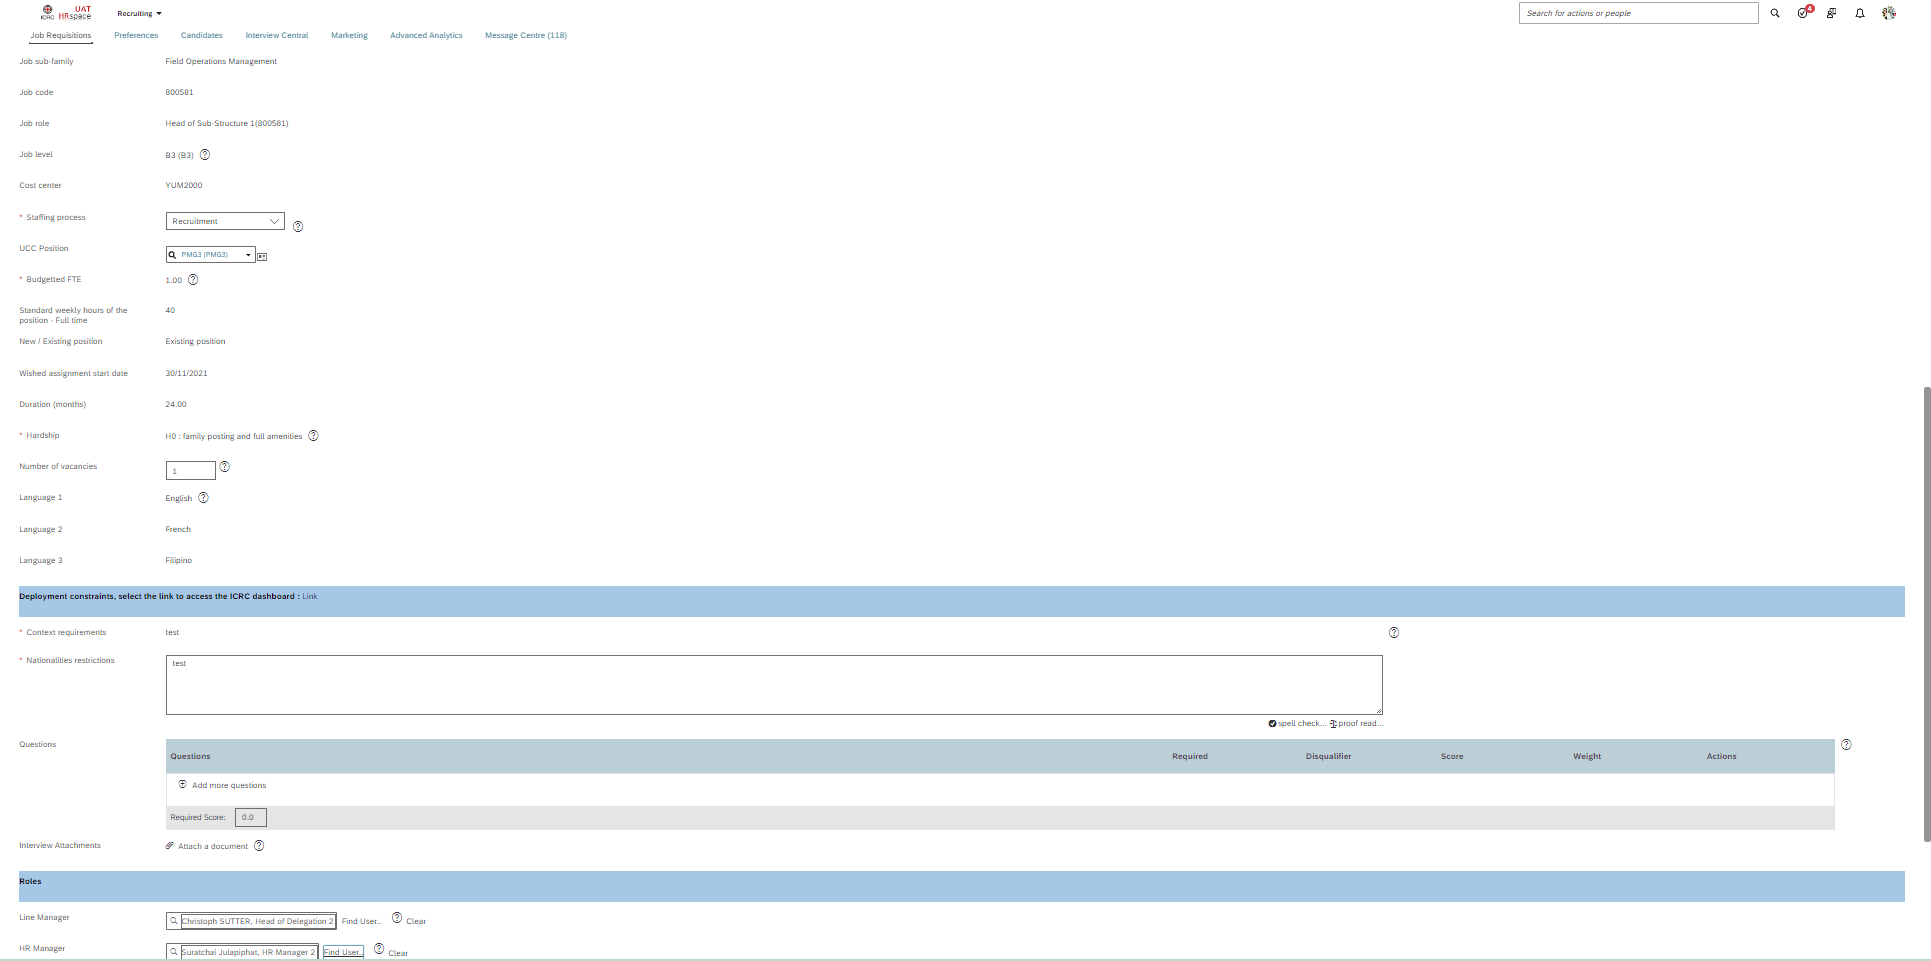 ICRC
UAT
HRspace
Recruiting
Search for actions or people
4
Job Requisitions
Preferences
Candidates
Interview Central
Marketing
Advanced Analytics
Message Centre (118)
Job sub-family
Field Operations Management
Job code
800581
Job role
Head of Sub-Structure 1(800581)
Job level
B3 (B3)
Cost center
YUM2000
* Staffing process
Recruitment
UCC Position
PMG3 (PMG3)
* Budgetted FTE
1.00
Standard weekly hours of the
position - Full time
40
New / Existing position
Existing position
Wished assignment start date
30/11/2021
Duration (months)
24.00
* Hardship
H0 : family posting and full amenities
Number of vacancies
1
Language 1
English
Language 2
French
Language 3
Filipino
Deployment constraints, select the link to access the ICRC dashboard : Link
* Context requirements
test
* Nationalities restrictions
test
spell check...
proof read...
Questions
Questions
Required
Disqualifier
Score
Weight
Actions
Add more questions
Required Score:
0.0
Interview Attachments
Attach a document
Roles
Line Manager
Christoph SUTTER, Head of Delegation 2
Find User..
Clear
HR Manager
Suratchai Julapiphat, HR Manager 2
Find User..
Clear